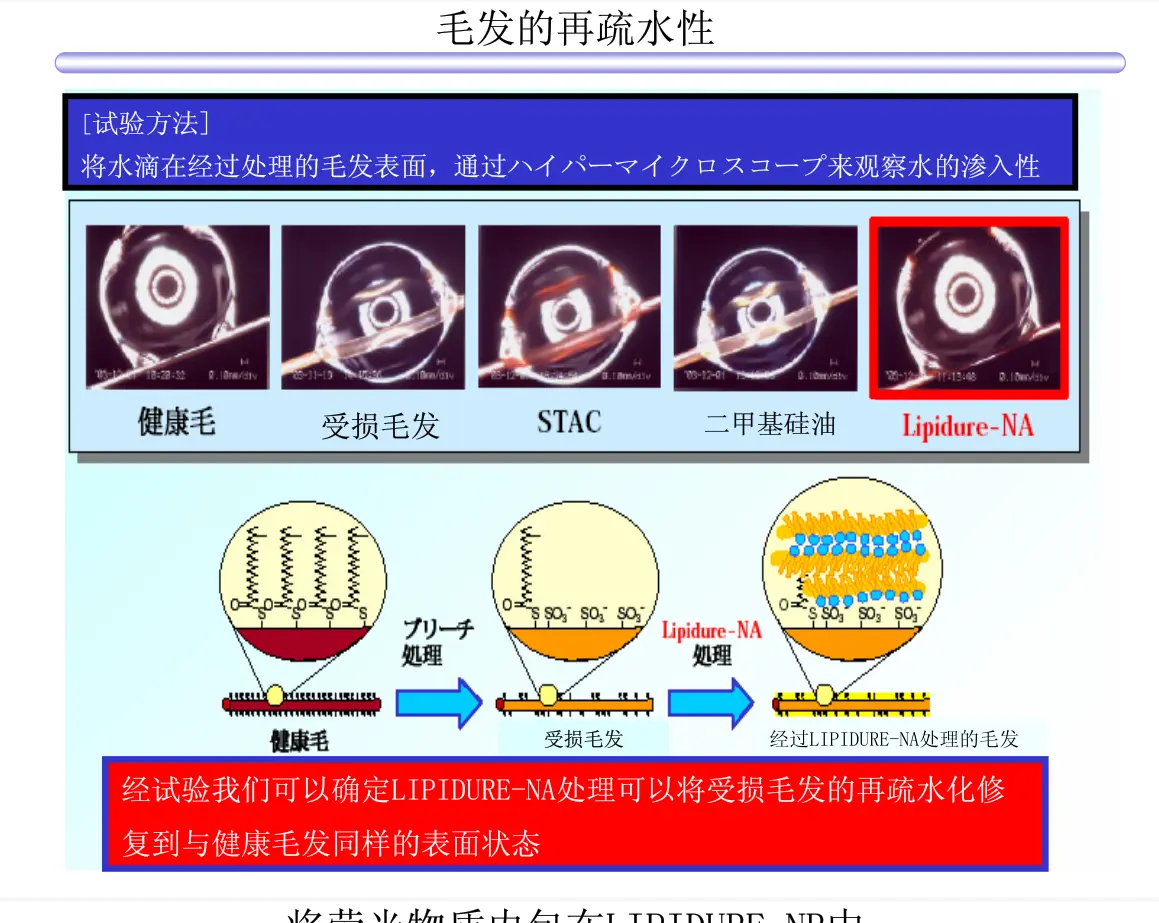 毛发的再疏水性
[试验方法]
将水滴在经过处理的毛发表面，通过ハイパーマイクロスコープ来观察水的渗入性
健康毛
受损毛发
STAC
二甲基硅油
Lipidure-NA
O S O S O S O S
O S SO₃⁻ SO₃⁻ SO₃⁻
O S SO₃⁻ SO₃⁻ SO₃⁻
ブリーチ
処理
Lipidure-NA
処理
健康毛
受损毛发
经过LIPIDURE-NA处理的毛发
经试验我们可以确定LIPIDURE-NA处理可以将受损毛发的再疏水化修
复到与健康毛发同样的表面状态